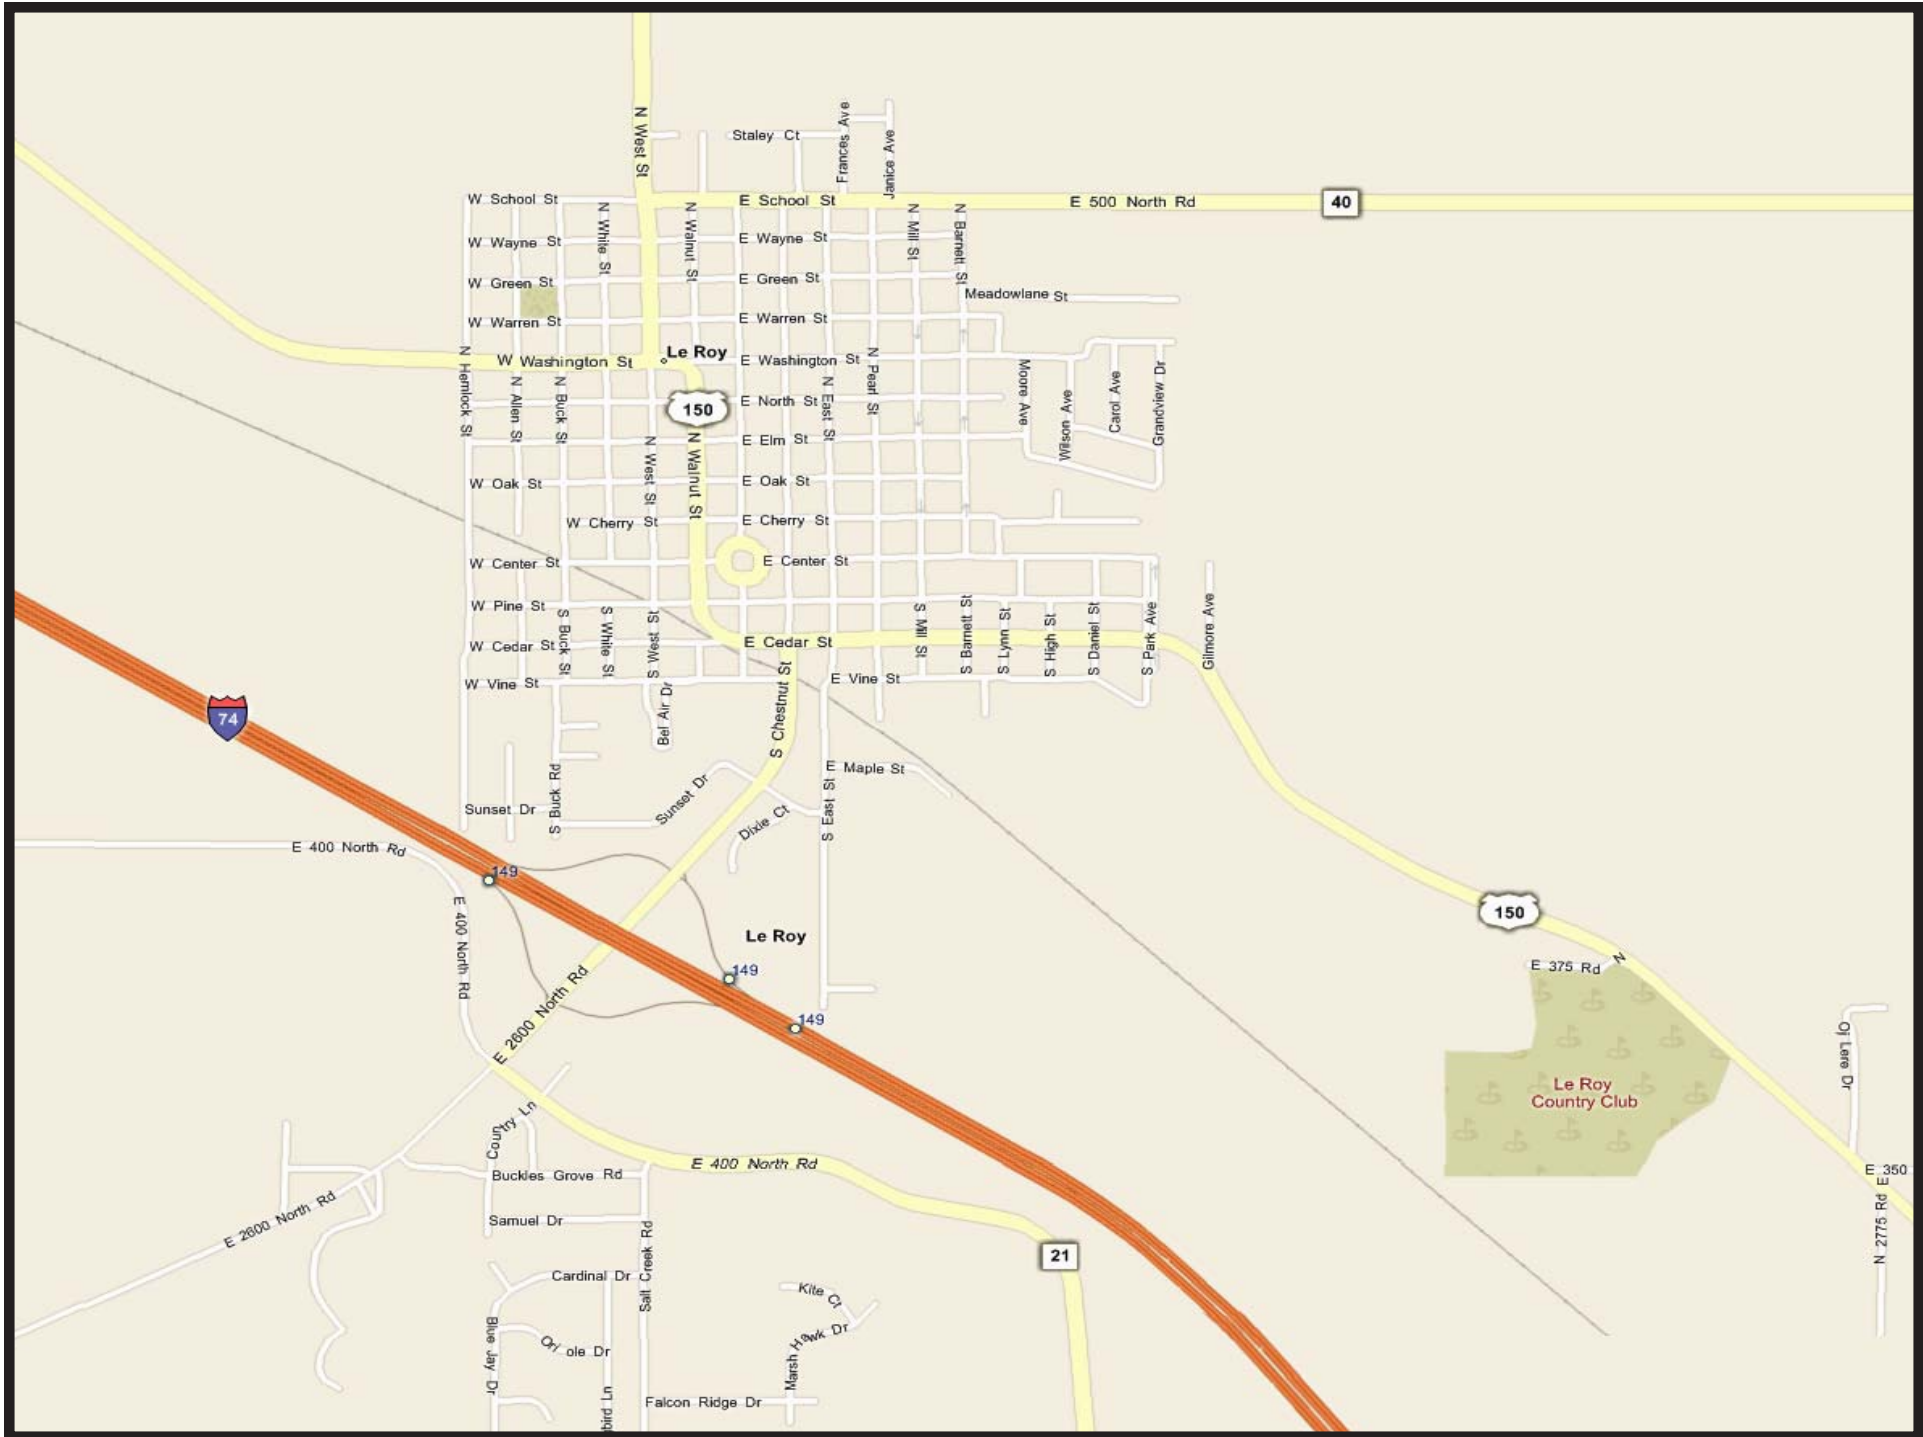 N West St
Staley Ct
Frances Ave
Janice Ave
W School St
E School St
E 500 North Rd
40
N White St
N Walnut St
N Mill St
N Barnett St
W Wayne St
E Wayne St
W Green St
E Green St
Meadowlane St
W Warren St
E Warren St
Le Roy
W Washington St
E Washington St
N Hemlock St
N Allen St
N Buck St
N East St
N Pearl St
Moore Ave
Wilson Ave
Carol Ave
Grandview Dr
150
E North St
N West St
N Walnut St
E Elm St
W Oak St
E Oak St
W Cherry St
E Cherry St
W Center St
E Center St
W Pine St
S Buck St
S White St
S West St
S Mill St
S Barnett St
S Lynn St
S High St
S Daniel St
S Park Ave
Gilmore Ave
W Cedar St
E Cedar St
W Vine St
E Vine St
Bel Air Dr
S Chestnut St
74
S Buck Rd
Sunset Dr
Sunset Dr
E Maple St
S East St
Dixie Ct
E 400 North Rd
149
E 400 North Rd
Le Roy
150
149
E 375 Rd N
149
E 2600 North Rd
Oj Lere Dr
Le Roy
Country Club
Country Ln
E 400 North Rd
Buckles Grove Rd
E 350
E
N 2775 Rd
E 2600 North Rd
Samuel Dr
Salt Creek Rd
21
Cardinal Dr
Kite Ct
Blue Jay Dr
Oriole Dr
Marsh Hawk Dr
bird Ln
Falcon Ridge Dr